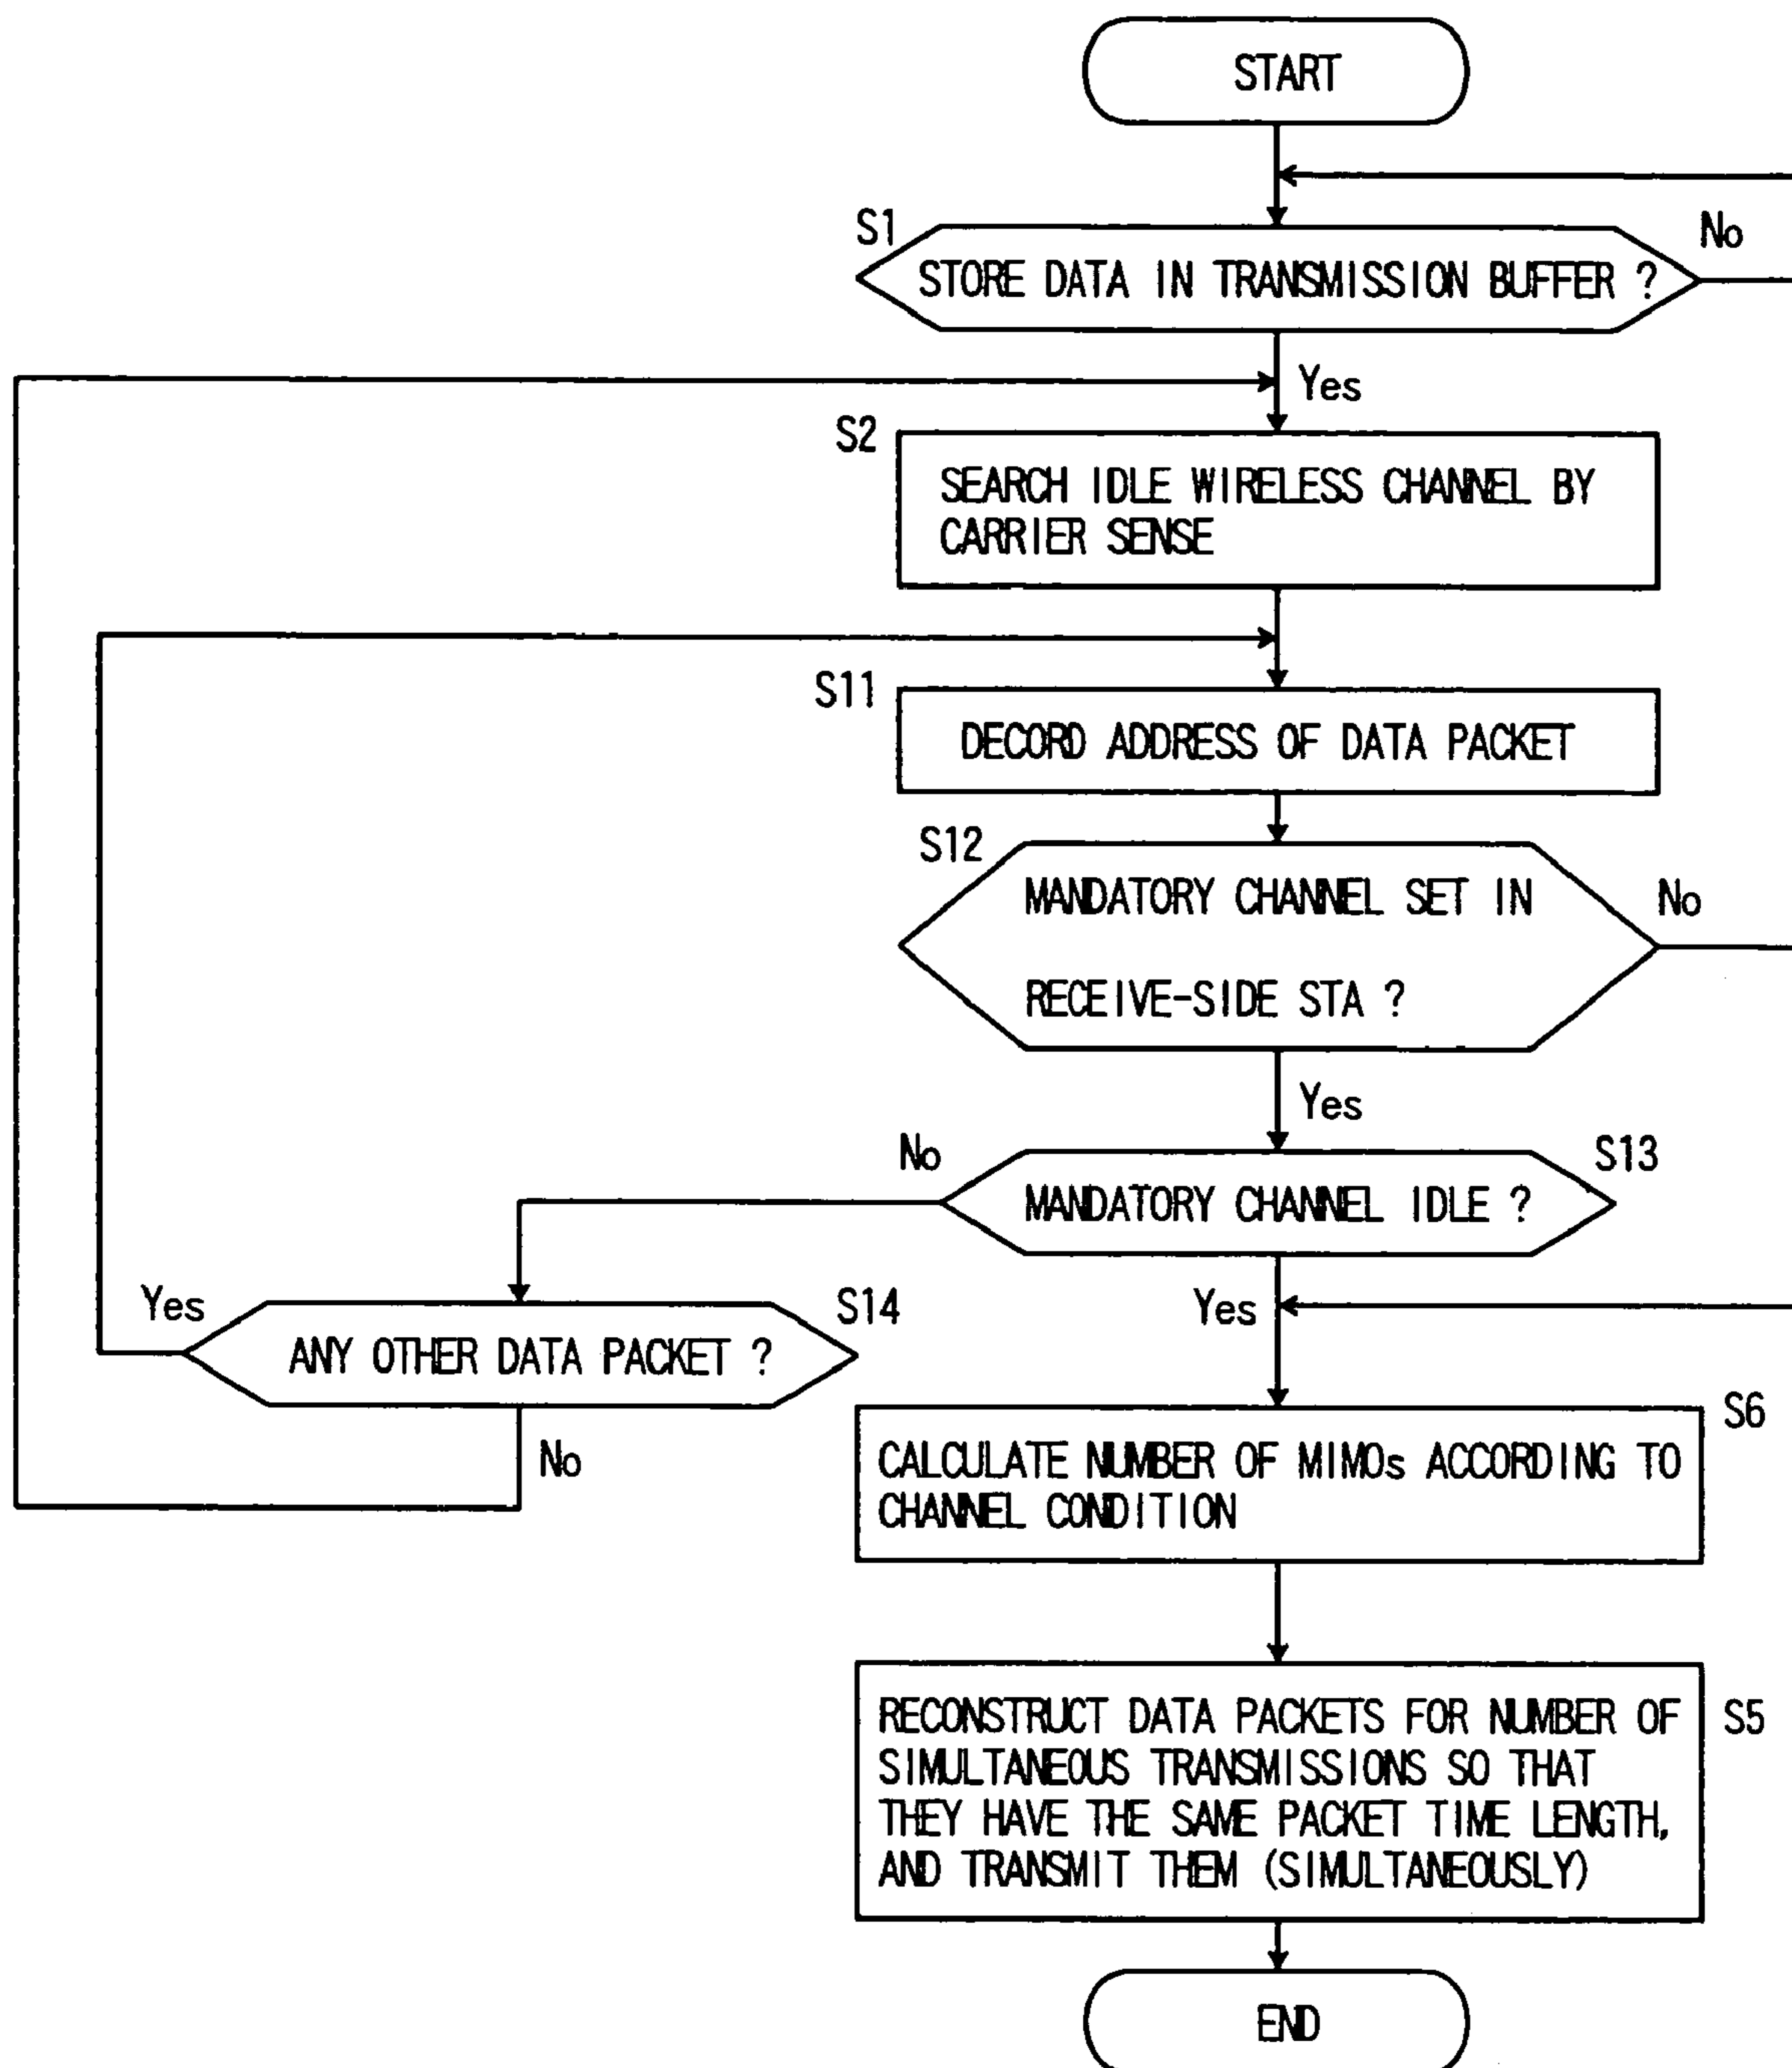 START
S1
No
STORE DATA IN TRANSMISSION BUFFER ?
Yes
S2
SEARCH IDLE WIRELESS CHANNEL BY
CARRIER SENSE
S11
DECORD ADDRESS OF DATA PACKET
S12
MANDATORY CHANNEL SET IN
No
RECEIVE-SIDE STA ?
Yes
No
S13
MANDATORY CHANNEL IDLE ?
Yes
S14
Yes
ANY OTHER DATA PACKET ?
No
S6
CALCULATE NUMBER OF MIMOs ACCORDING TO
CHANNEL CONDITION
RECONSTRUCT DATA PACKETS FOR NUMBER OF
S5
SIMULTANEOUS TRANSMISSIONS SO THAT
THEY HAVE THE SAME PACKET TIME LENGTH,
AND TRANSMIT THEM (SIMULTANEOUSLY)
END